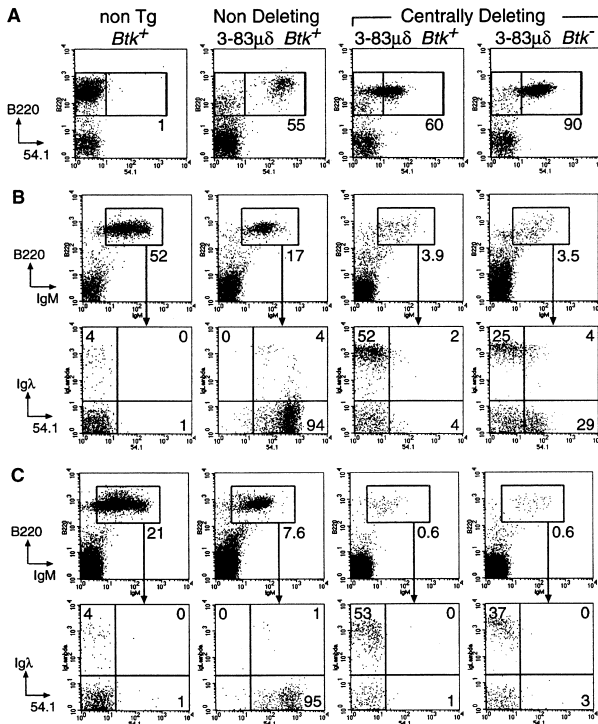 A
non Tg
Btk+
Non Deleting
3-83μδ Btk+
Centrally Deleting
3-83μδ Btk+
3-83μδ Btk-
B220
54.1
1
55
60
90
B
B220
IgM
52
17
3.9
3.5
Igλ
54.1
4 0
1
0 4
94
52 2
4
25 4
29
C
B220
IgM
21
7.6
0.6
0.6
Igλ
54.1
4 0
1
0 1
95
53 0
1
37 0
3